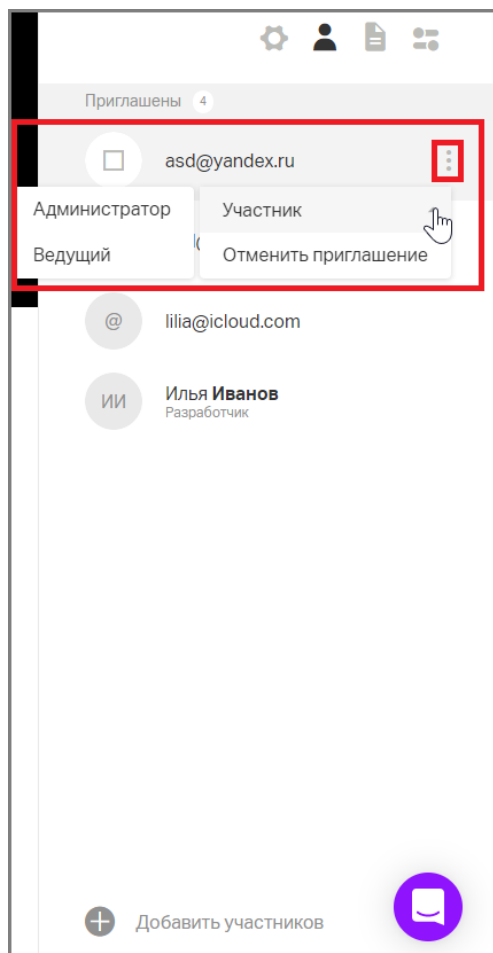 Приглашены 4
asd@yandex.ru
Администратор
Участник
Ведущий
Отменить приглашение
@
lilia@icloud.com
ИИ
Илья Иванов
Разработчик
Добавить участников